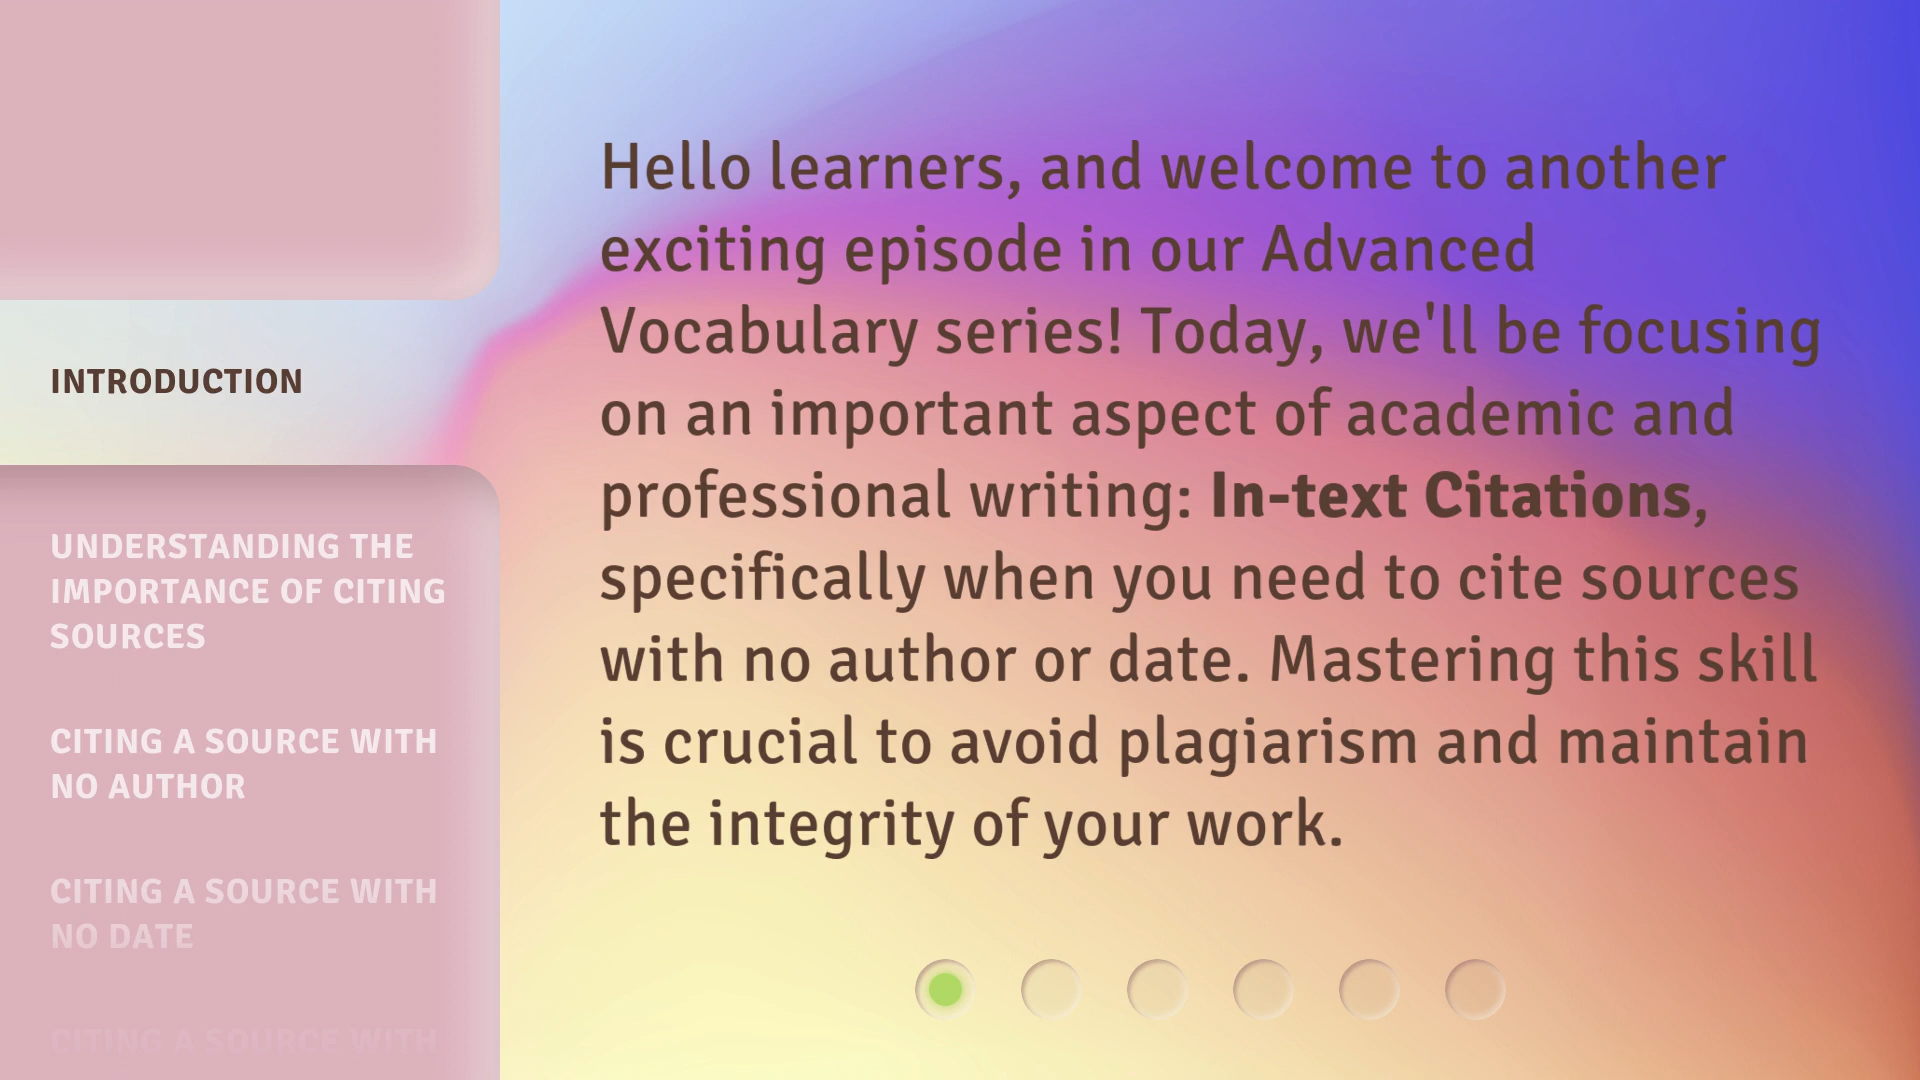 INTRODUCTION
UNDERSTANDING THE
IMPORTANCE OF CITING
SOURCES
CITING A SOURCE WITH
NO AUTHOR
CITING A SOURCE WITH
NO DATE
CITING A SOURCE WITH
Hello learners, and welcome to another
exciting episode in our Advanced
Vocabulary series! Today, we'll be focusing
on an important aspect of academic and
professional writing: In-text Citations,
specifically when you need to cite sources
with no author or date. Mastering this skill
is crucial to avoid plagiarism and maintain
the integrity of your work.